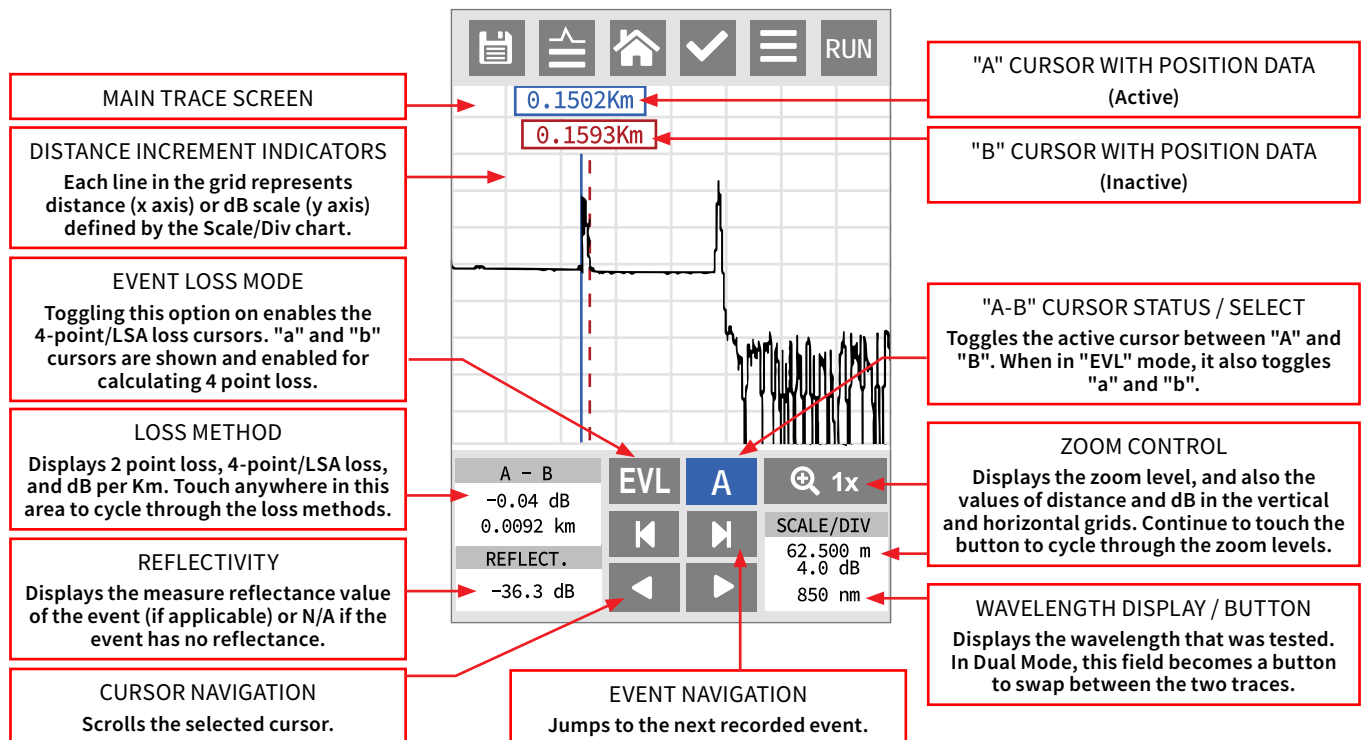 RUN
MAIN TRACE SCREEN
DISTANCE INCREMENT INDICATORS
Each line in the grid represents
distance (x axis) or dB scale (y axis)
defined by the Scale/Div chart.
EVENT LOSS MODE
Toggling this option on enables the
4-point/LSA loss cursors. "a" and "b"
cursors are shown and enabled for
calculating 4 point loss.
LOSS METHOD
Displays 2 point loss, 4-point/LSA loss,
and dB per Km. Touch anywhere in this
area to cycle through the loss methods.
REFLECTIVITY
Displays the measure reflectance value
of the event (if applicable) or N/A if the
event has no reflectance.
CURSOR NAVIGATION
Scrolls the selected cursor.
0.1502Km
0.1593Km
A - B
-0.04 dB
0.0092 km
REFLECT.
-36.3 dB
EVL
A
1x
SCALE/DIV
62.500 m
4.0 dB
850 nm
EVENT NAVIGATION
Jumps to the next recorded event.
"A" CURSOR WITH POSITION DATA
(Active)
"B" CURSOR WITH POSITION DATA
(Inactive)
"A-B" CURSOR STATUS / SELECT
Toggles the active cursor between "A" and
"B". When in "EVL" mode, it also toggles
"a" and "b".
ZOOM CONTROL
Displays the zoom level, and also the
values of distance and dB in the vertical
and horizontal grids. Continue to touch the
button to cycle through the zoom levels.
WAVELENGTH DISPLAY / BUTTON
Displays the wavelength that was tested.
In Dual Mode, this field becomes a button
to swap between the two traces.